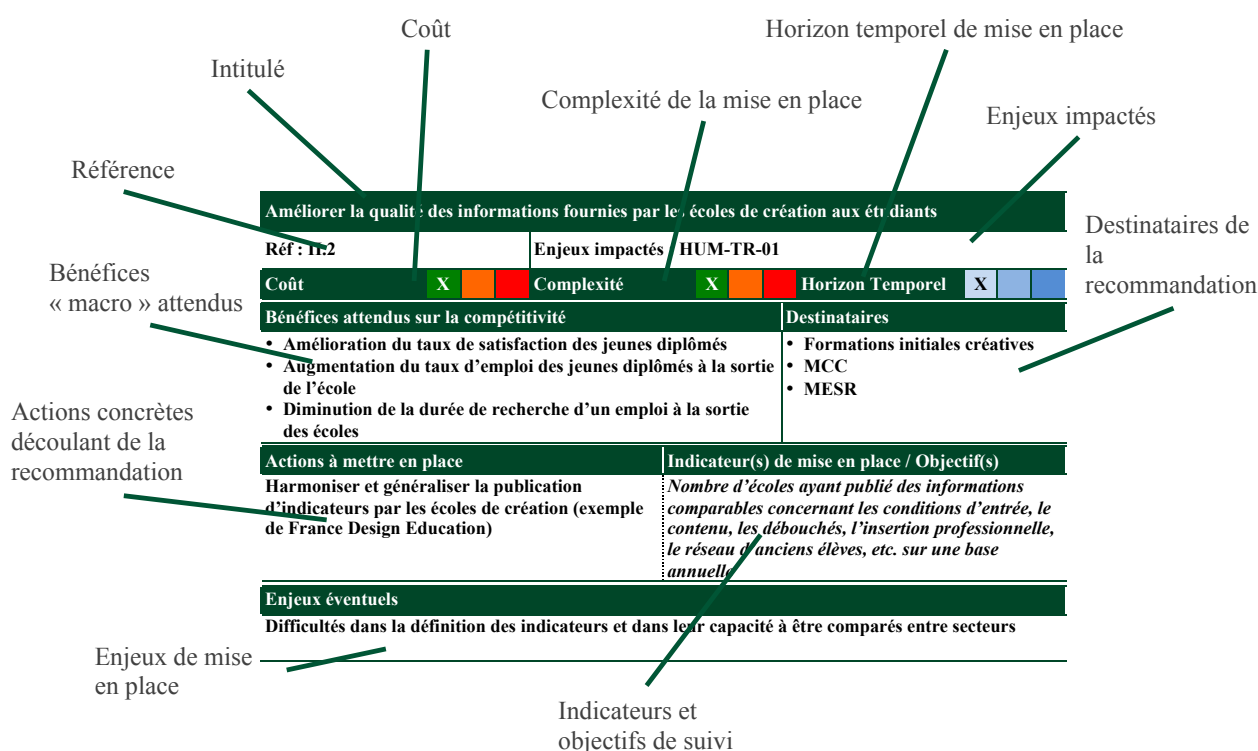 Coût
Horizon temporel de mise en place
Intitulé
Complexité de la mise en place
Enjeux impactés
Référence
Améliorer la qualité des informations fournies par les écoles de création aux étudiants
Destinataires de
la
recommandation
Réf : II.2
Enjeux impactés : HUM-TR-01
Bénéfices
« macro » attendus
Coût X Complexité X Horizon Temporel X
Bénéfices attendus sur la compétitivité
Destinataires
• Amélioration du taux de satisfaction des jeunes diplômés
• Augmentation du taux d’emploi des jeunes diplômés à la sortie
de l’école
• Diminution de la durée de recherche d’un emploi à la sortie
des écoles
• Formations initiales créatives
• MCC
• MESR
Actions concrètes
découlant de la
recommandation
Actions à mettre en place
Indicateur(s) de mise en place / Objectif(s)
Harmoniser et généraliser la publication
d’indicateurs par les écoles de création (exemple
de France Design Education)
Nombre d’écoles ayant publié des informations
comparables concernant les conditions d’entrée, le
contenu, les débouchés, l’insertion professionnelle,
le réseau d’anciens élèves, etc. sur une base
annuelle
Enjeux éventuels
Difficultés dans la définition des indicateurs et dans leur capacité à être comparés entre secteurs
Enjeux de mise
en place
Indicateurs et
objectifs de suivi